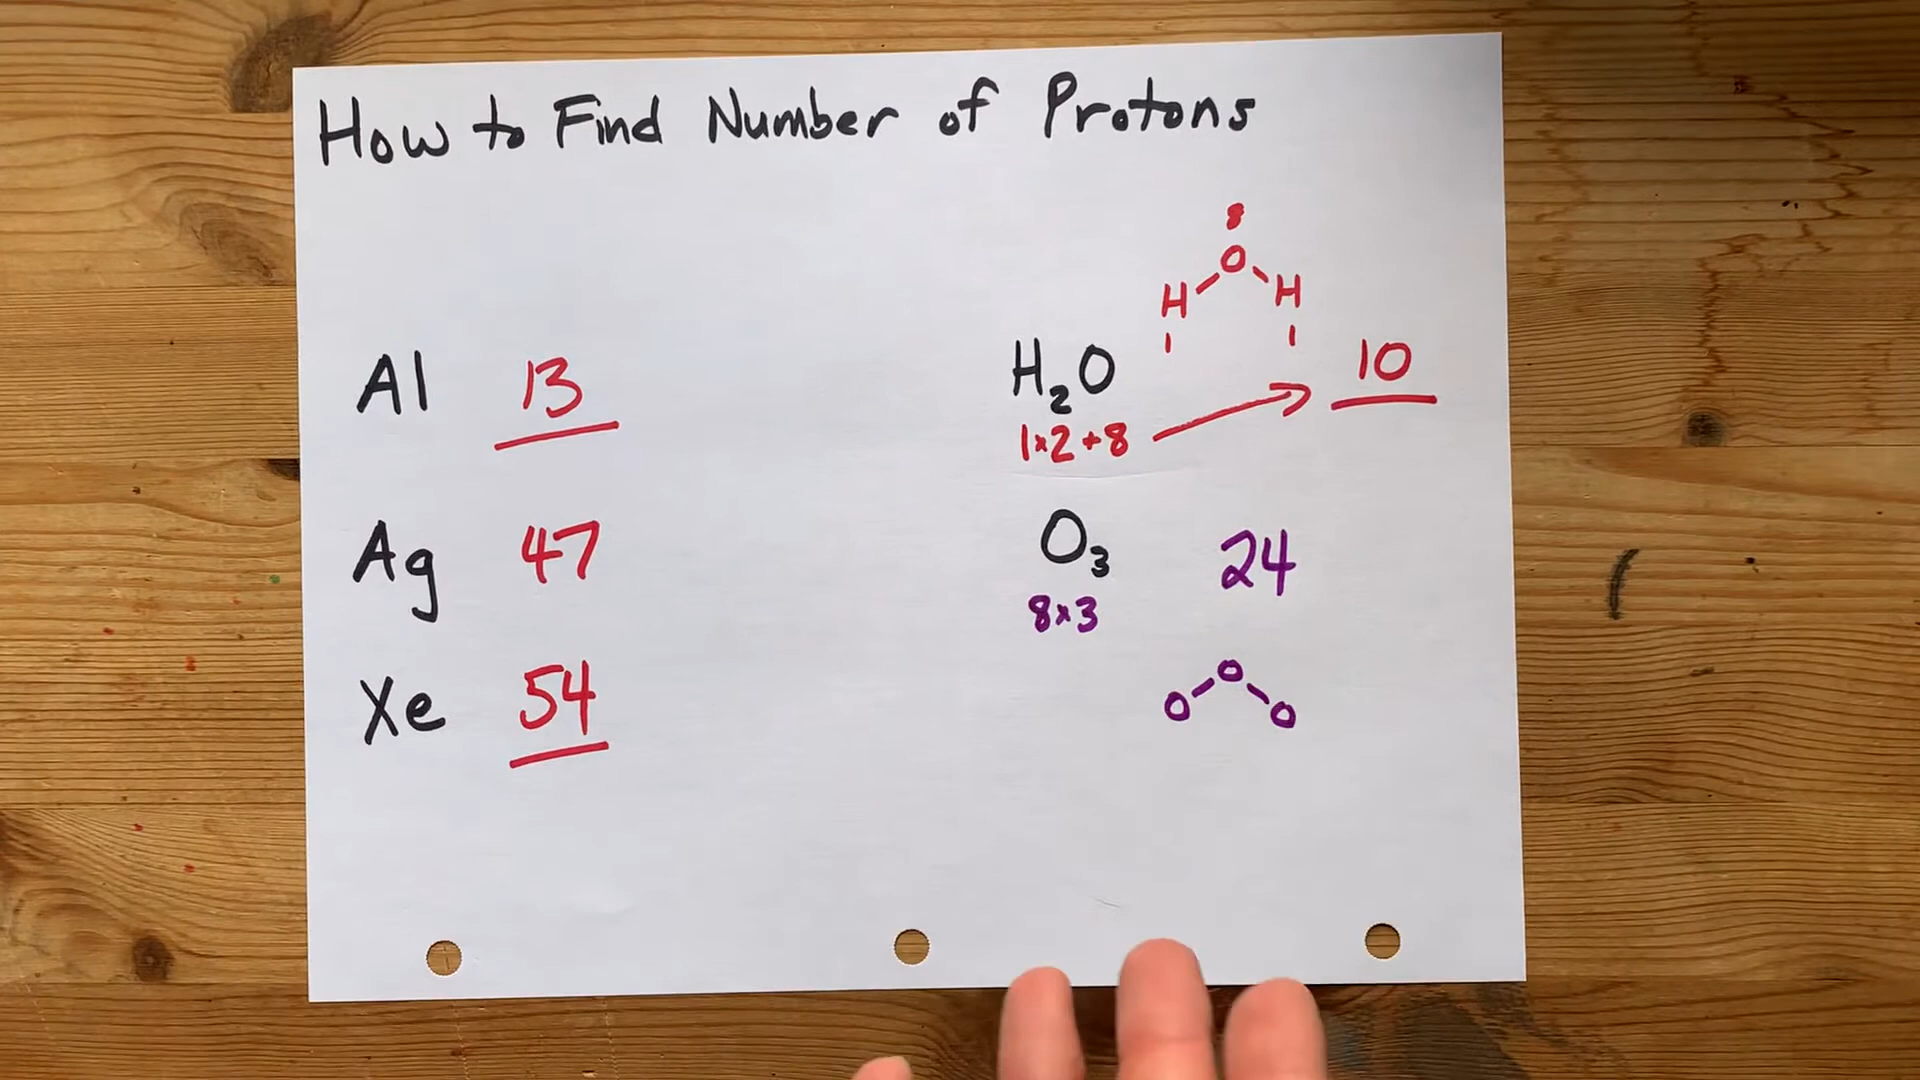 How to Find Number of Protons
Al 13
Ag 47
Xe 54
8
O
H H
1 1
H₂O 10
1×2+8
O₃ 24
8×3
O
O O